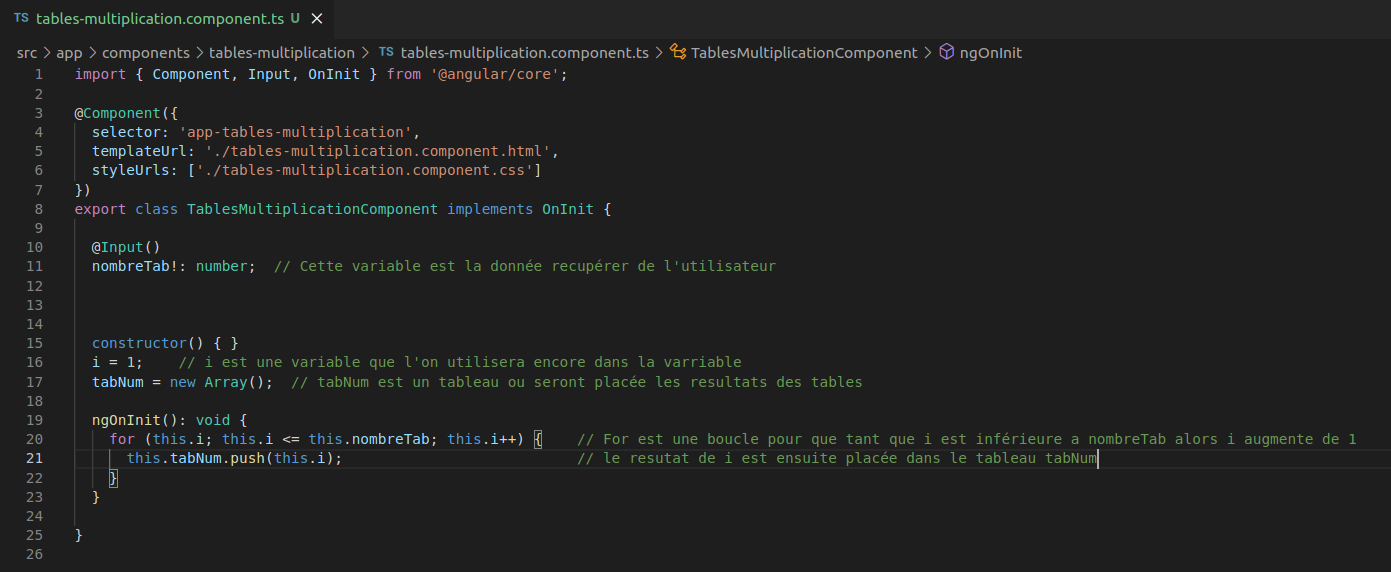 TS tables-multiplication.component.ts U ×
src > app > components > tables-multiplication > TS tables-multiplication.component.ts > TablesMultiplicationComponent > ngOnInit
1 import { Component, Input, OnInit } from '@angular/core';
2
3 @Component({
4 selector: 'app-tables-multiplication',
5 templateUrl: './tables-multiplication.component.html',
6 styleUrls: ['./tables-multiplication.component.css']
7 })
8 export class TablesMultiplicationComponent implements OnInit {
9
10 @Input()
11 nombreTab!: number; // Cette variable est la donnée recupérer de l'utilisateur
12
13
14
15 constructor() { }
16 i = 1; // i est une variable que l'on utilisera encore dans la varriable
17 tabNum = new Array(); // tabNum est un tableau ou seront placée les resultats des tables
18
19 ngOnInit(): void {
20 for (this.i; this.i <= this.nombreTab; this.i++) { // For est une boucle pour que tant que i est inférieure a nombreTab alors i augmente de 1
21 this.tabNum.push(this.i); // le resutat de i est ensuite placée dans le tableau tabNum
22 }
23 }
24
25 }
26